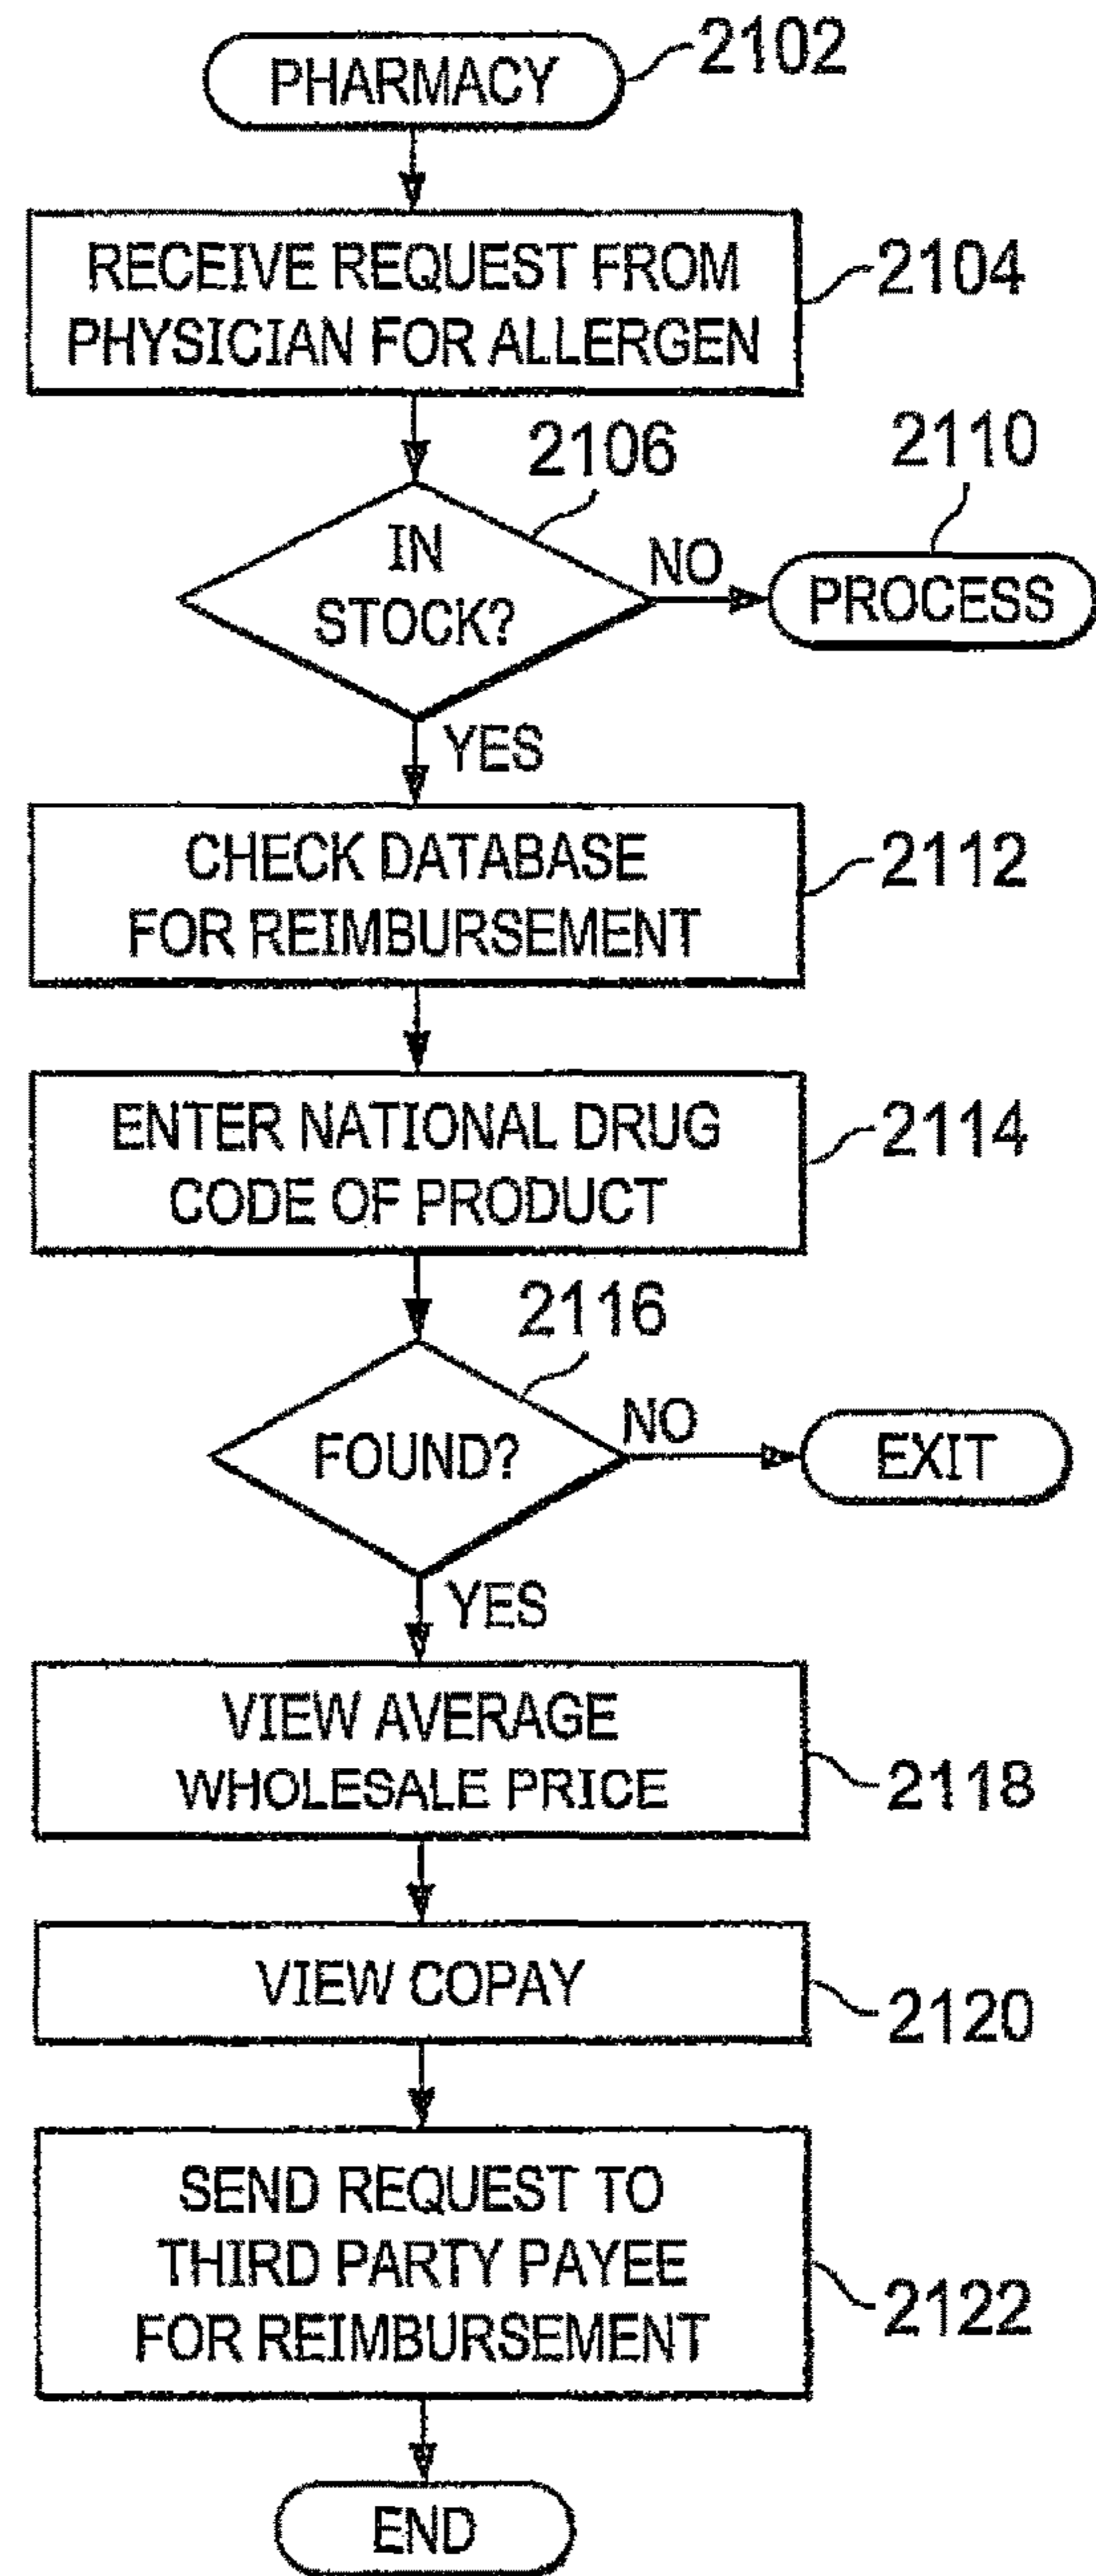 PHARMACY
2102
RECEIVE REQUEST FROM
PHYSICIAN FOR ALLERGEN
2104
2106
IN
STOCK?
NO
2110
PROCESS
YES
CHECK DATABASE
FOR REIMBURSEMENT
2112
ENTER NATIONAL DRUG
CODE OF PRODUCT
2114
2116
FOUND?
NO
EXIT
YES
VIEW AVERAGE
WHOLESALE PRICE
2118
VIEW COPAY
2120
SEND REQUEST TO
THIRD PARTY PAYEE
FOR REIMBURSEMENT
2122
END